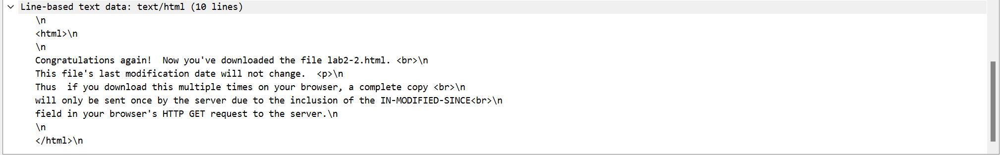 Line-based text data: text/html (10 lines)
\n
<html>\n
\n
Congratulations again!  Now you've downloaded the file lab2-2.html. <br>\n
This file's last modification date will not change.  <p>\n
Thus  if you download this multiple times on your browser, a complete copy <br>\n
will only be sent once by the server due to the inclusion of the IN-MODIFIED-SINCE<br>\n
field in your browser's HTTP GET request to the server.\n
\n
</html>\n